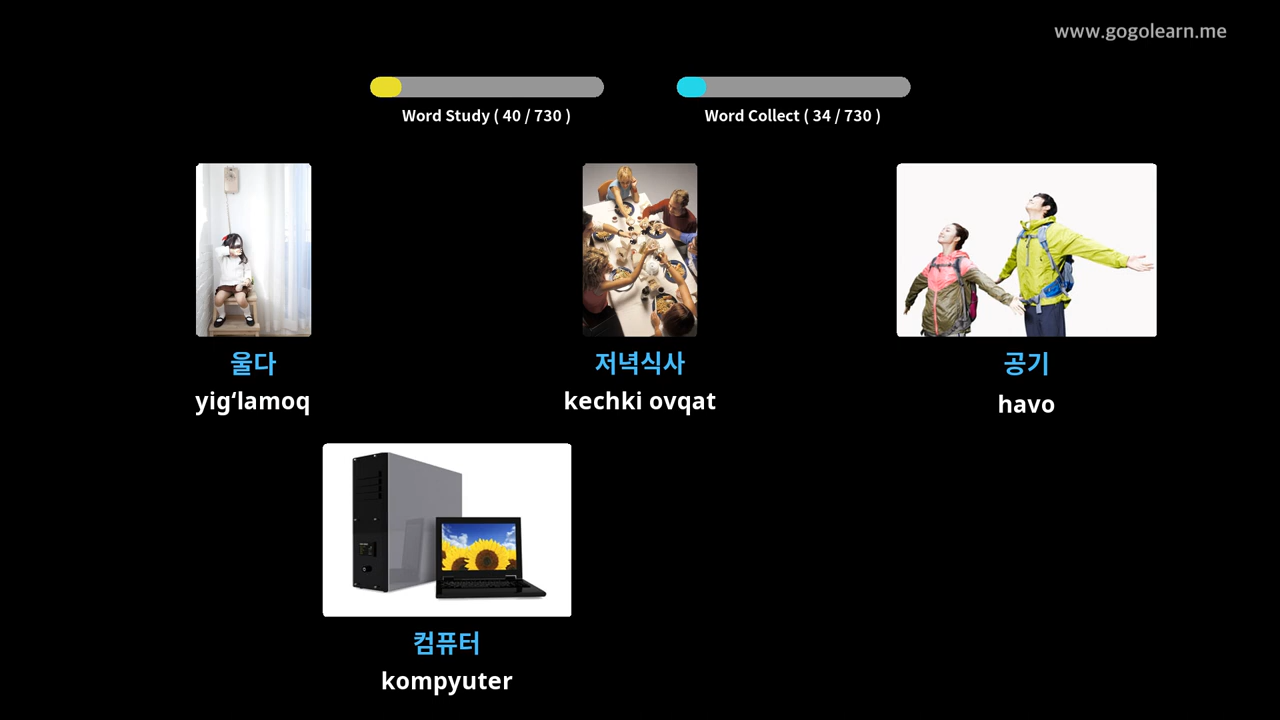 www.gogolearn.me
Word Study ( 40 / 730 )
Word Collect ( 34 / 730 )
울다
yig‘lamoq
저녁식사
kechki ovqat
공기
havo
컴퓨터
kompyuter